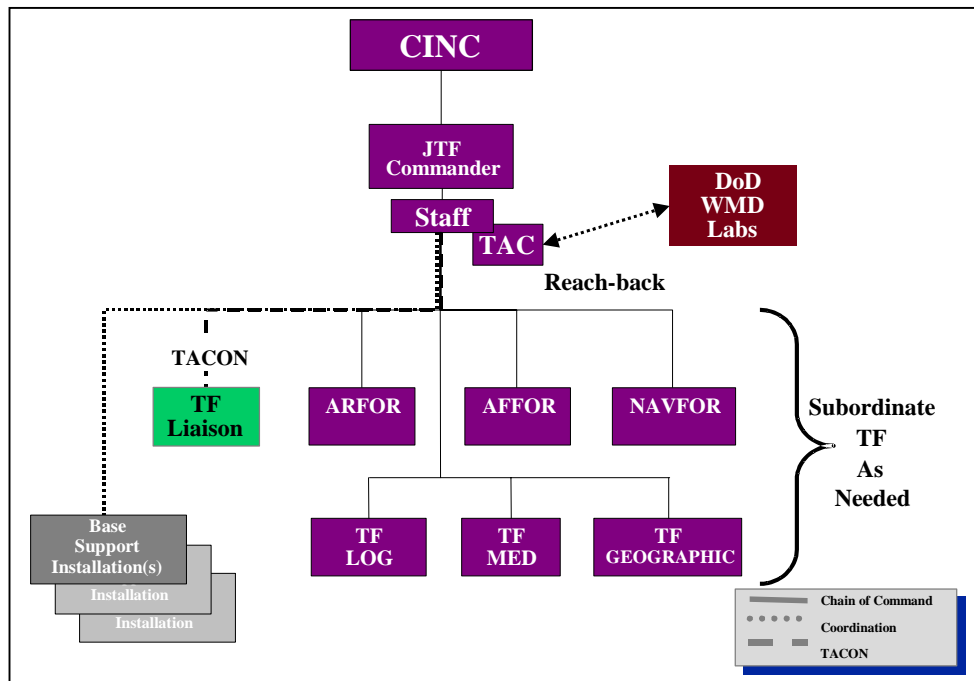 CINC
JTF
Commander
Staff
TAC
DoD
WMD
Labs
Reach-back
TACON
TF
Liaison
ARFOR
AFFOR
NAVFOR
Subordinate
TF
As
Needed
Base
Support
Installation(s)
Installation
Installation
TF
LOG
TF
MED
TF
GEOGRAPHIC
Chain of Command
Coordination
TACON